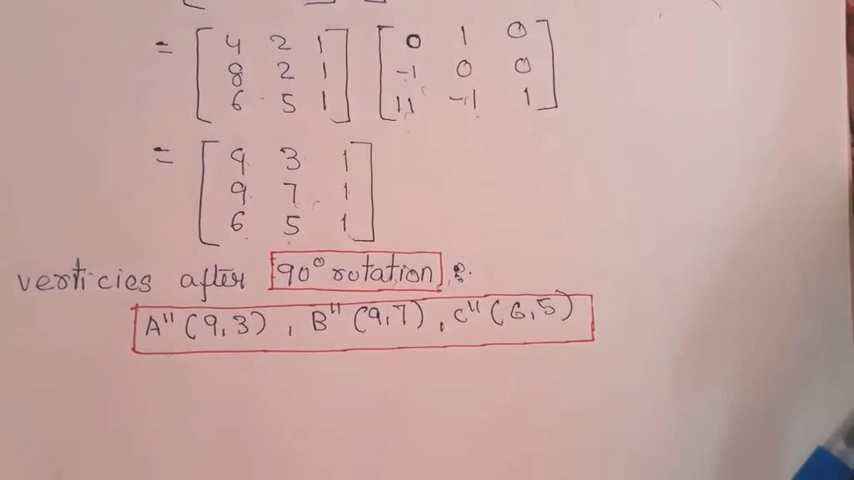 = [ 4 2 1 ] [ 0 1 0 ]
8 2 1 -1 0 0
6 5 1 11 -1 1
= [ 9 3 1 ]
9 7 1
6 5 1
verticies after 90° rotation :
A" (9,3) , B" (9,7) , C" (6,5)